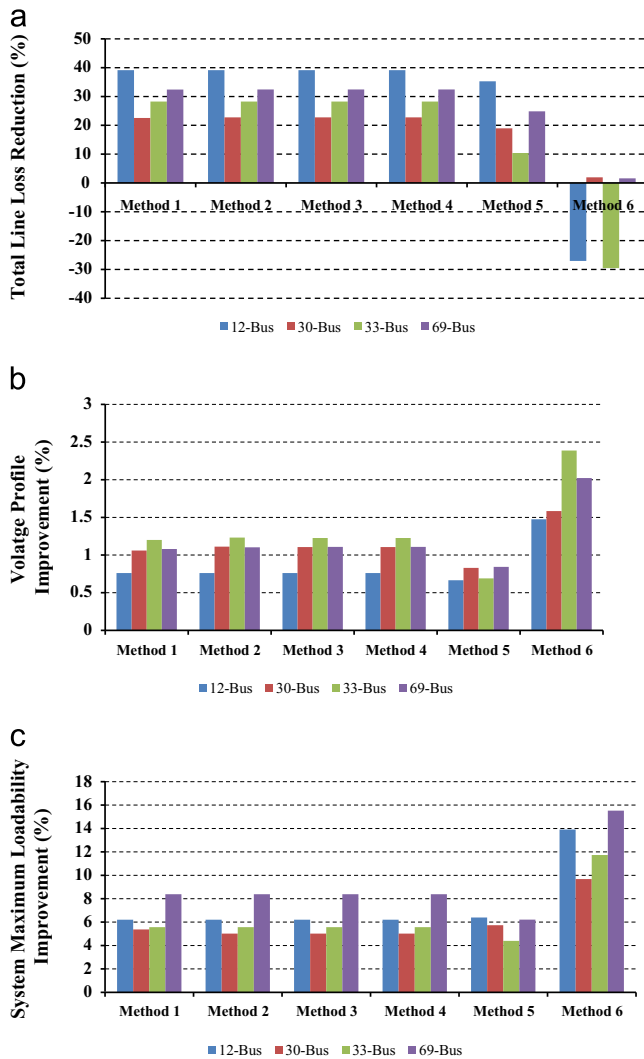 a
Total Line Loss Reduction (%)
50
40
30
20
10
0
-10
-20
-30
-40
Method 1 Method 2 Method 3 Method 4 Method 5 Method 6
12-Bus 30-Bus 33-Bus 69-Bus
b
Volatge Profile
Improvement (%)
3
2.5
2
1.5
1
0.5
0
Method 1 Method 2 Method 3 Method 4 Method 5 Method 6
12-Bus 30-Bus 33-Bus 69-Bus
c
System Maximum Loadability
Improvement (%)
18
16
14
12
10
8
6
4
2
0
Method 1 Method 2 Method 3 Method 4 Method 5 Method 6
12-Bus 30-Bus 33-Bus 69-Bus